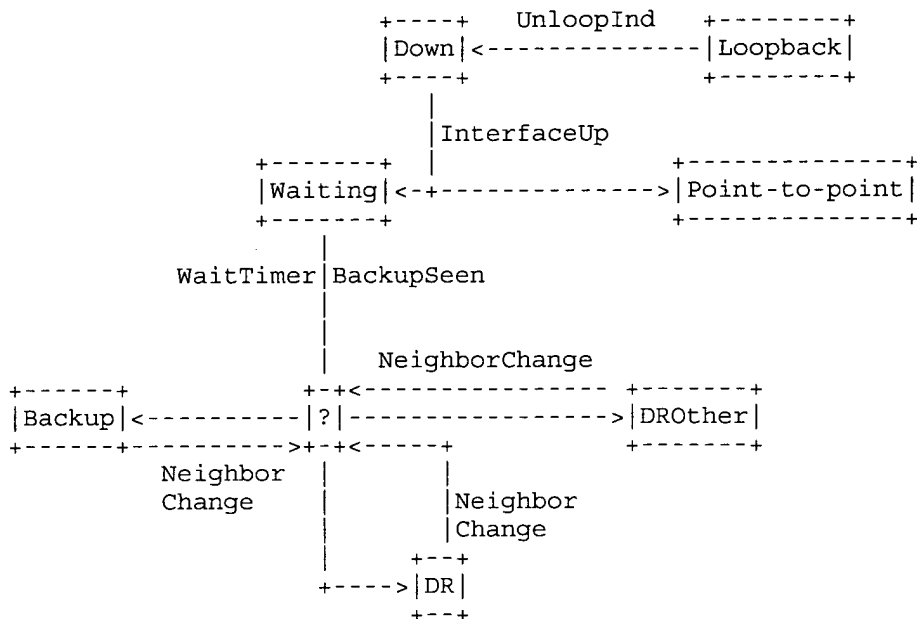 UnloopInd
Down
Loopback
InterfaceUp
Waiting
Point-to-point
WaitTimer BackupSeen
NeighborChange
Backup
?
DROther
Neighbor
Change
Neighbor
Change
DR